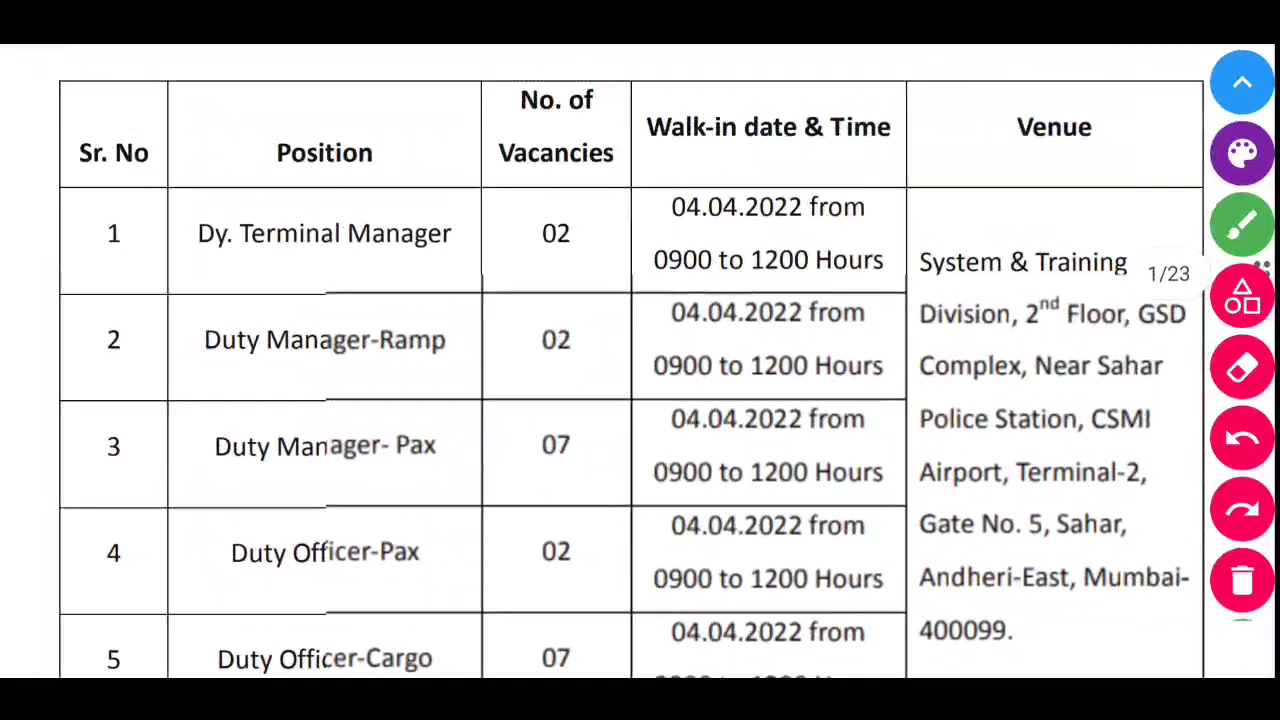 Sr. No
Position
No. of
Vacancies
Walk-in date & Time
Venue
1
Dy. Terminal Manager
02
04.04.2022 from
0900 to 1200 Hours
2
Duty Manager-Ramp
02
04.04.2022 from
0900 to 1200 Hours
3
Duty Manager- Pax
07
04.04.2022 from
0900 to 1200 Hours
4
Duty Officer-Pax
02
04.04.2022 from
0900 to 1200 Hours
5
Duty Officer-Cargo
07
04.04.2022 from
System & Training
Division, 2nd Floor, GSD
Complex, Near Sahar
Police Station, CSMI
Airport, Terminal-2,
Gate No. 5, Sahar,
Andheri-East, Mumbai-
400099.
1/23